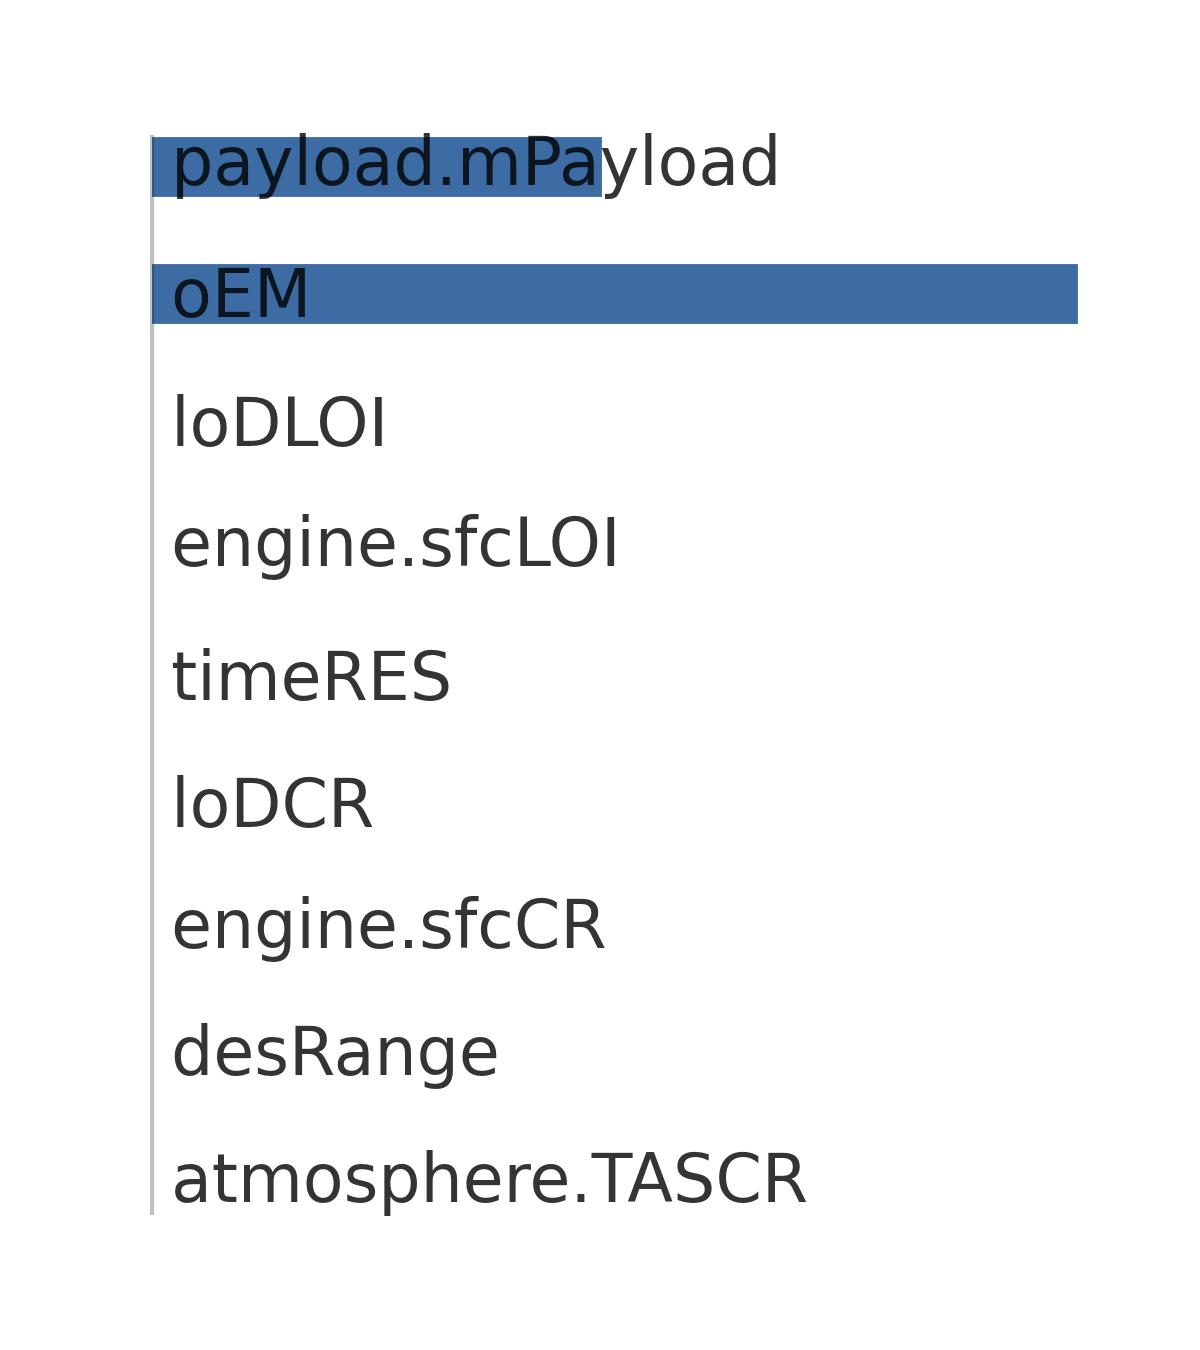 payload.mPayload
oEM
loDLOI
engine.sfcLOI
timeRES
loDCR
engine.sfcCR
desRange
atmosphere.TASCR